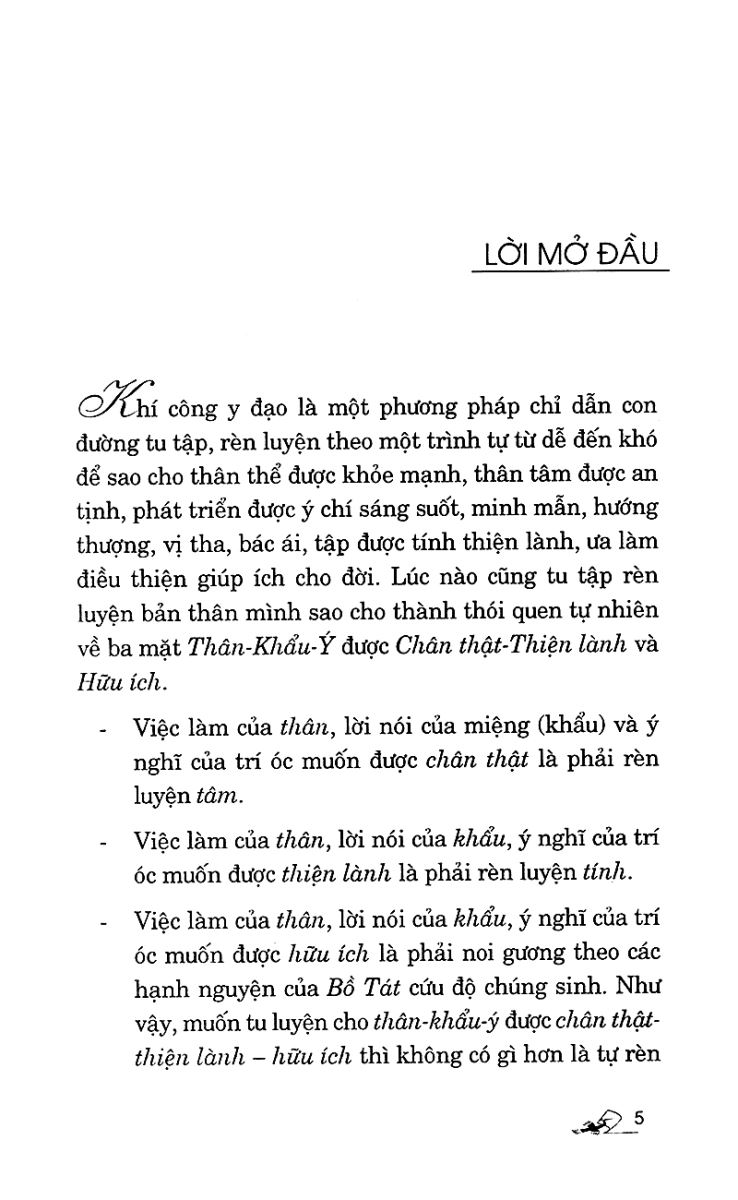 LỜI MỞ ĐẦU
Khí công y đạo là một phương pháp chỉ dẫn con
đường tu tập, rèn luyện theo một trình tự từ dễ đến khó
để sao cho thân thể được khỏe mạnh, thân tâm được an
tịnh, phát triển được ý chí sáng suốt, minh mẫn, hướng
thượng, vị tha, bác ái, tập được tính thiện lành, ưa làm
điều thiện giúp ích cho đời. Lúc nào cũng tu tập rèn
luyện bản thân mình sao cho thành thói quen tự nhiên
về ba mặt Thân-Khẩu-Ý được Chân thật-Thiện lành và
Hữu ích.
- Việc làm của thân, lời nói của miệng (khẩu) và ý
nghĩ của trí óc muốn được chân thật là phải rèn
luyện tâm.
- Việc làm của thân, lời nói của khẩu, ý nghĩ của trí
óc muốn được thiện lành là phải rèn luyện tính.
- Việc làm của thân, lời nói của khẩu, ý nghĩ của trí
óc muốn được hữu ích là phải noi gương theo các
hạnh nguyện của Bồ Tát cứu độ chúng sinh. Như
vậy, muốn tu luyện cho thân-khẩu-ý được chân thật-
thiện lành – hữu ích thì không có gì hơn là tự rèn
5